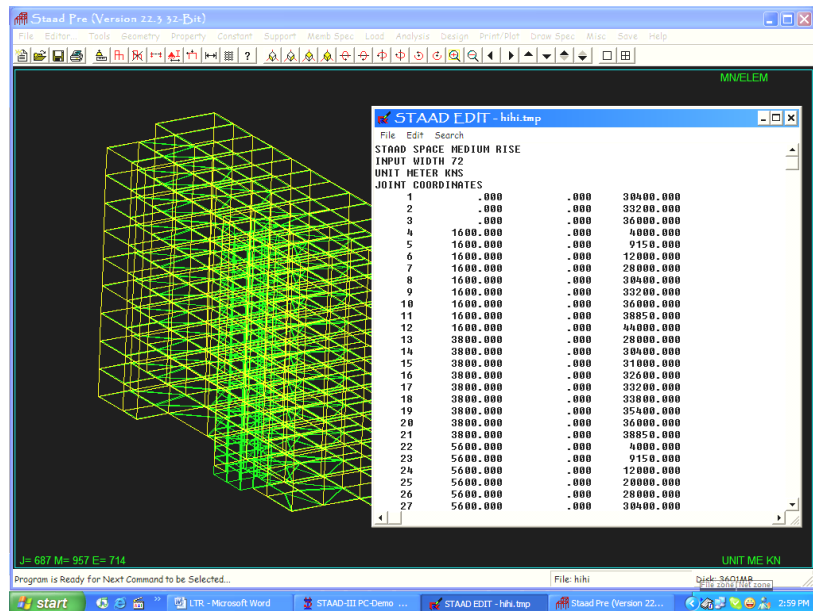 Staad Pre (Version 22.3 32-Bit)
File Editor... Tools Geometry Property Constant Support Memb Spec Load Analysis Design Print/Plot Draw Spec Misc Save Help
MN/ELEM
STAAD EDIT - hihi.tmp
File Edit Search
STAAD SPACE MEDIUM RISE
INPUT WIDTH 72
UNIT METER KNS
JOINT COORDINATES
1 .000 .000 30400.000
2 .000 .000 33200.000
3 .000 .000 36000.000
4 1600.000 .000 4000.000
5 1600.000 .000 9150.000
6 1600.000 .000 12000.000
7 1600.000 .000 28000.000
8 1600.000 .000 30400.000
9 1600.000 .000 33200.000
10 1600.000 .000 36000.000
11 1600.000 .000 38850.000
12 1600.000 .000 44000.000
13 3800.000 .000 28000.000
14 3800.000 .000 30400.000
15 3800.000 .000 31000.000
16 3800.000 .000 32600.000
17 3800.000 .000 33200.000
18 3800.000 .000 33800.000
19 3800.000 .000 35400.000
20 3800.000 .000 36000.000
21 3800.000 .000 38850.000
22 5600.000 .000 4000.000
23 5600.000 .000 9150.000
24 5600.000 .000 12000.000
25 5600.000 .000 20000.000
26 5600.000 .000 28000.000
27 5600.000 .000 30400.000
J= 687 M= 957 E= 714
UNIT ME KN
Program is Ready for Next Command to be Selected...
File: hihi
Disk: 3601MB
File zone | Net zone
start
LTR - Microsoft Word
STAAD-III PC-Demo ...
STAAD EDIT - hihi.tmp
Staad Pre (Version 22...
2:59 PM